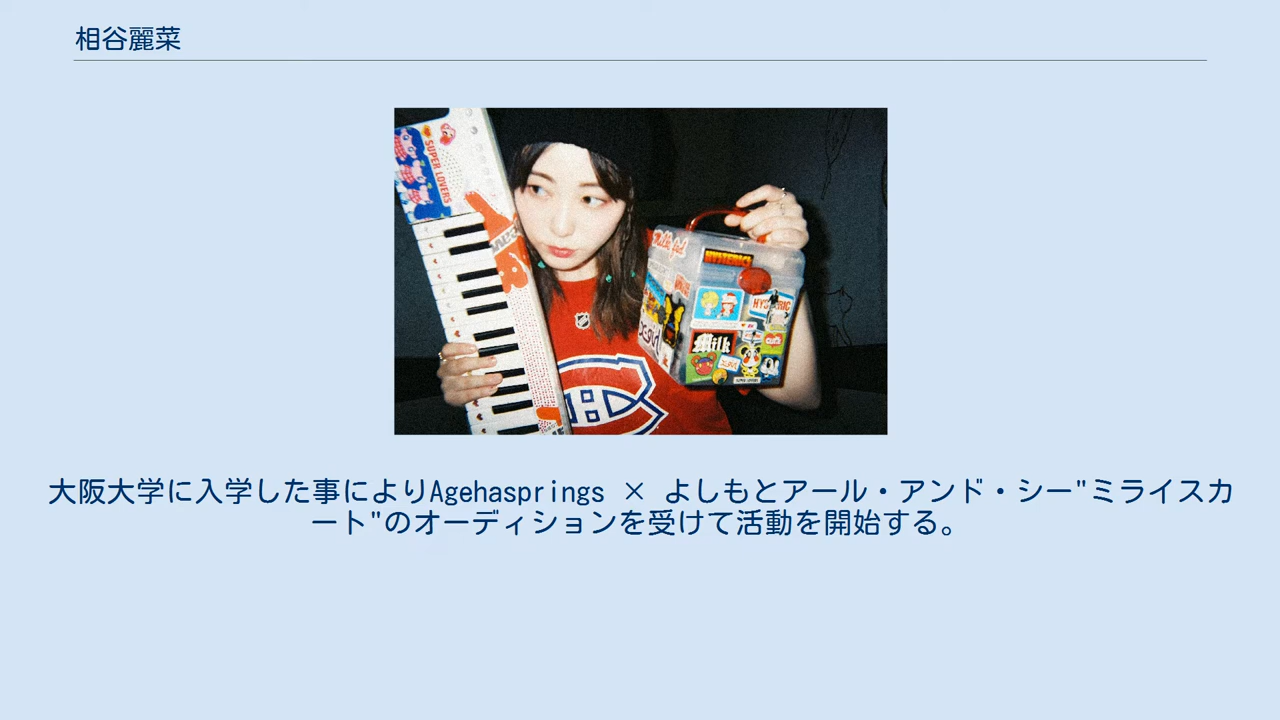 相谷麗菜
SUPER LOVERS
HYSTERIC
HYSTERIC
Milk
大阪大学に入学した事によりAgehasprings × よしもとアール・アンド・シー"ミライスカ
ート"のオーディションを受けて活動を開始する。